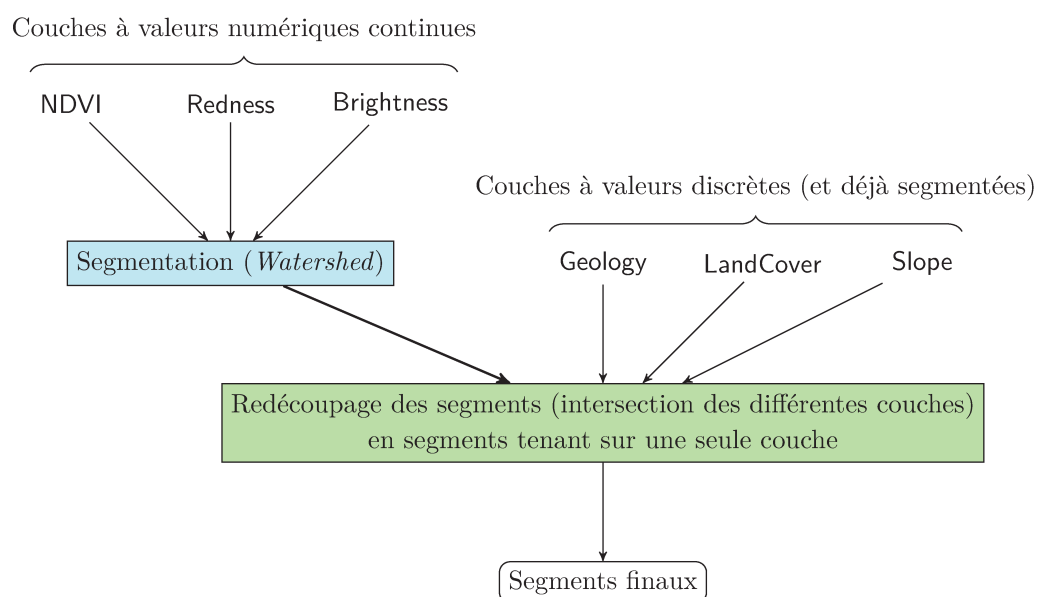 Couches à valeurs numériques continues
NDVI
Redness
Brightness
Couches à valeurs discrètes (et déjà segmentées)
Segmentation (Watershed)
Geology
LandCover
Slope
Redécoupage des segments (intersection des différentes couches)
en segments tenant sur une seule couche
Segments finaux